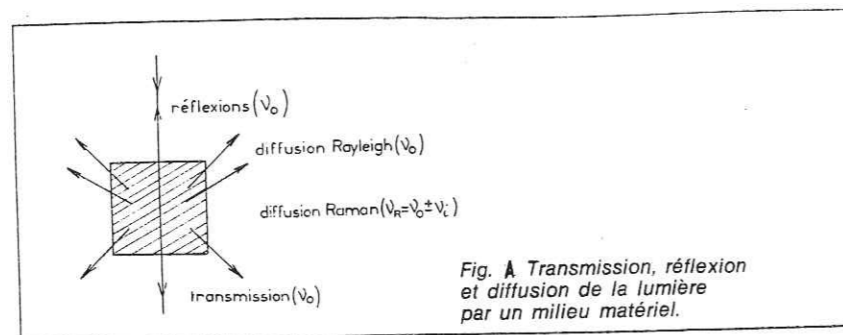 réflexions (ν₀)
diffusion Rayleigh (ν₀)
diffusion Raman (ν_R=ν₀±ν_i)
transmission (ν₀)
Fig. A Transmission, réflexion
et diffusion de la lumière
par un milieu matériel.